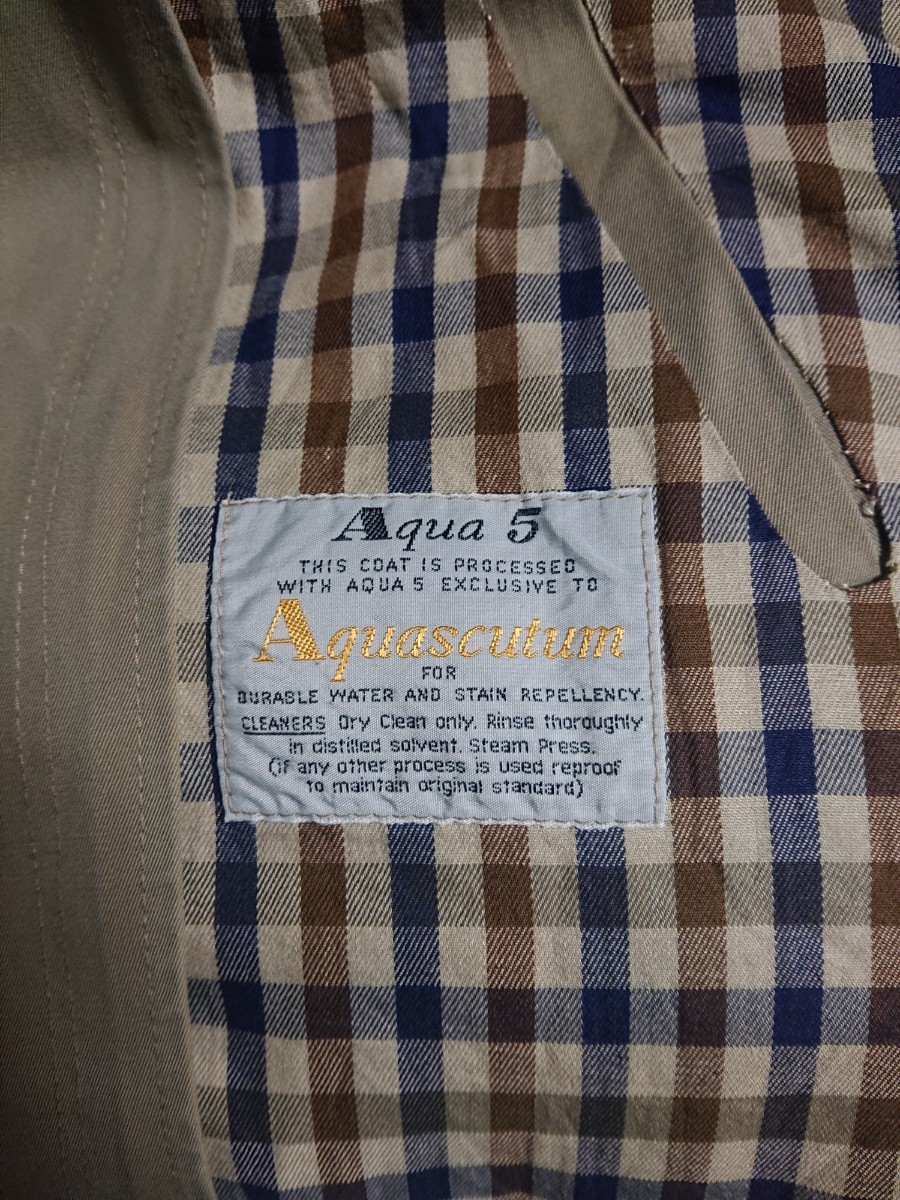 Aqua 5
THIS COAT IS PROCESSED
WITH AQUA 5 EXCLUSIVE TO
Aquascutum
FOR
DURABLE WATER AND STAIN REPELLENCY.
CLEANERS Dry Clean only. Rinse thoroughly
in distilled solvent. Steam Press.
(if any other process is used reproof
to maintain original standard)